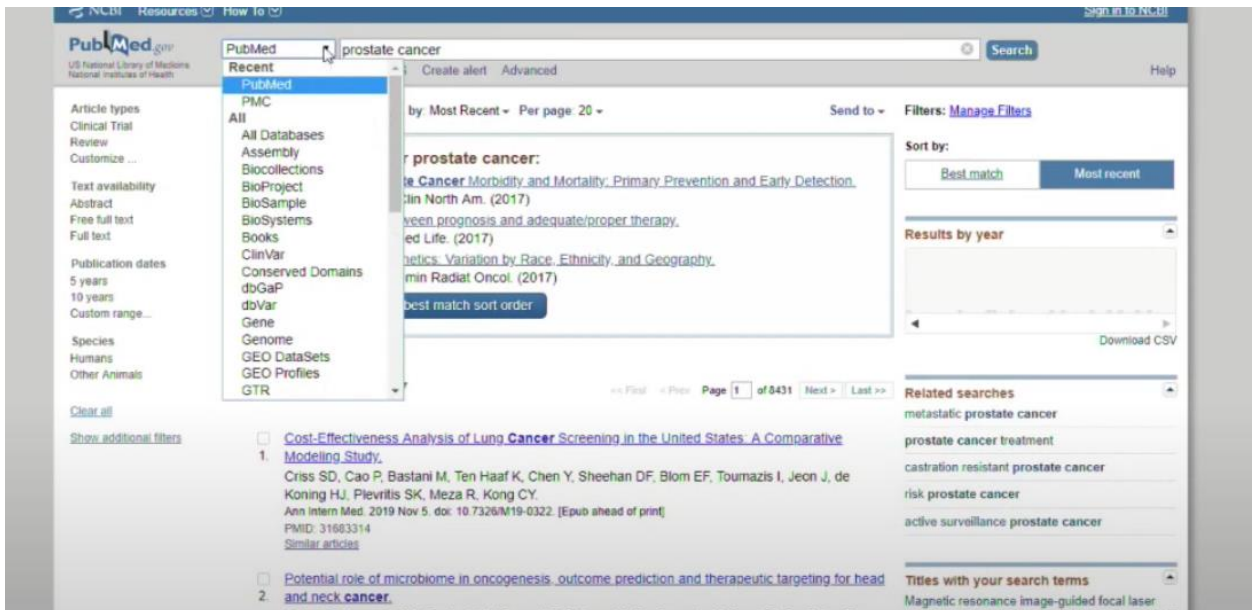 NCBI Resources How To Sign in to NCBI
PubMed.gov
US National Library of Medicine
National Institutes of Health
PubMed
prostate cancer
Search
Create alert Advanced
Help
Recent
PubMed
PMC
All
All Databases
Assembly
Biocollections
BioProject
BioSample
BioSystems
Books
ClinVar
Conserved Domains
dbGaP
dbVar
Gene
Genome
GEO DataSets
GEO Profiles
GTR
Article types
Clinical Trial
Review
Customize ...
Text availability
Abstract
Free full text
Full text
Publication dates
5 years
10 years
Custom range...
Species
Humans
Other Animals
Clear all
Show additional filters
by: Most Recent Per page: 20 Send to
r prostate cancer:
te Cancer Morbidity and Mortality: Primary Prevention and Early Detection.
Clin North Am. (2017)
ween prognosis and adequate/proper therapy.
ed Life. (2017)
netics: Variation by Race, Ethnicity, and Geography.
min Radiat Oncol. (2017)
best match sort order
<< First < Prev Page 1 of 8431 Next > Last >>
Cost-Effectiveness Analysis of Lung Cancer Screening in the United States: A Comparative
1. Modeling Study.
Criss SD, Cao P, Bastani M, Ten Haaf K, Chen Y, Sheehan DF, Blom EF, Toumazis I, Jeon J, de
Koning HJ, Plevritis SK, Meza R, Kong CY.
Ann Intern Med. 2019 Nov 5. doi: 10.7326/M19-0322. [Epub ahead of print]
PMID: 31683314
Similar articles
Potential role of microbiome in oncogenesis, outcome prediction and therapeutic targeting for head
2. and neck cancer.
Filters: Manage Filters
Sort by:
Best match Most recent
Results by year
Download CSV
Related searches
metastatic prostate cancer
prostate cancer treatment
castration resistant prostate cancer
risk prostate cancer
active surveillance prostate cancer
Titles with your search terms
Magnetic resonance image-guided focal laser